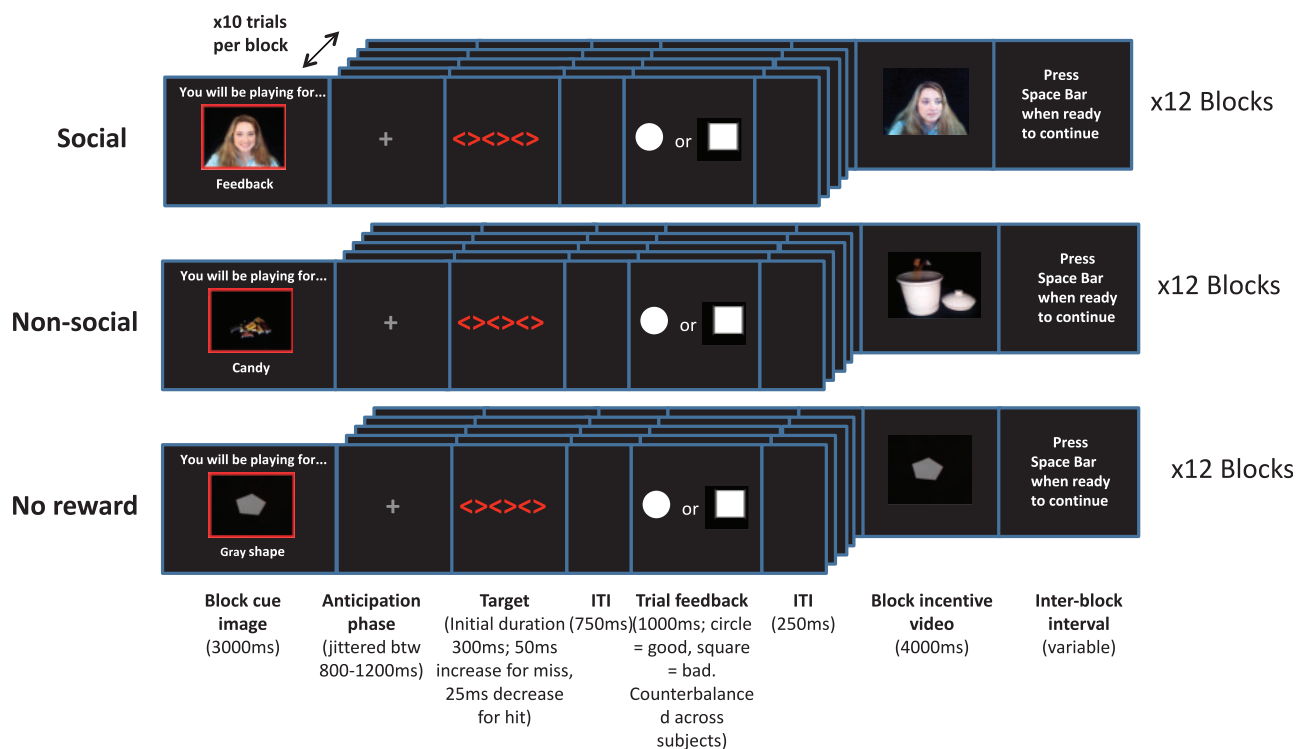 x10 trials
per block
Social
You will be playing for...
Feedback
+
<><><>
or
Press
Space Bar
when ready
to continue
x12 Blocks
Non-social
You will be playing for...
Candy
+
<><><>
or
Press
Space Bar
when ready
to continue
x12 Blocks
No reward
You will be playing for...
Gray shape
+
<><><>
or
Press
Space Bar
when ready
to continue
x12 Blocks
Block cue
image
(3000ms)
Anticipation
phase
(jittered btw
800-1200ms)
Target
(Initial duration
300ms; 50ms
increase for miss,
25ms decrease
for hit)
ITI
(750ms)
Trial feedback
(1000ms; circle
= good, square
= bad.
Counterbalance
d across
subjects)
ITI
(250ms)
Block incentive
video
(4000ms)
Inter-block
interval
(variable)